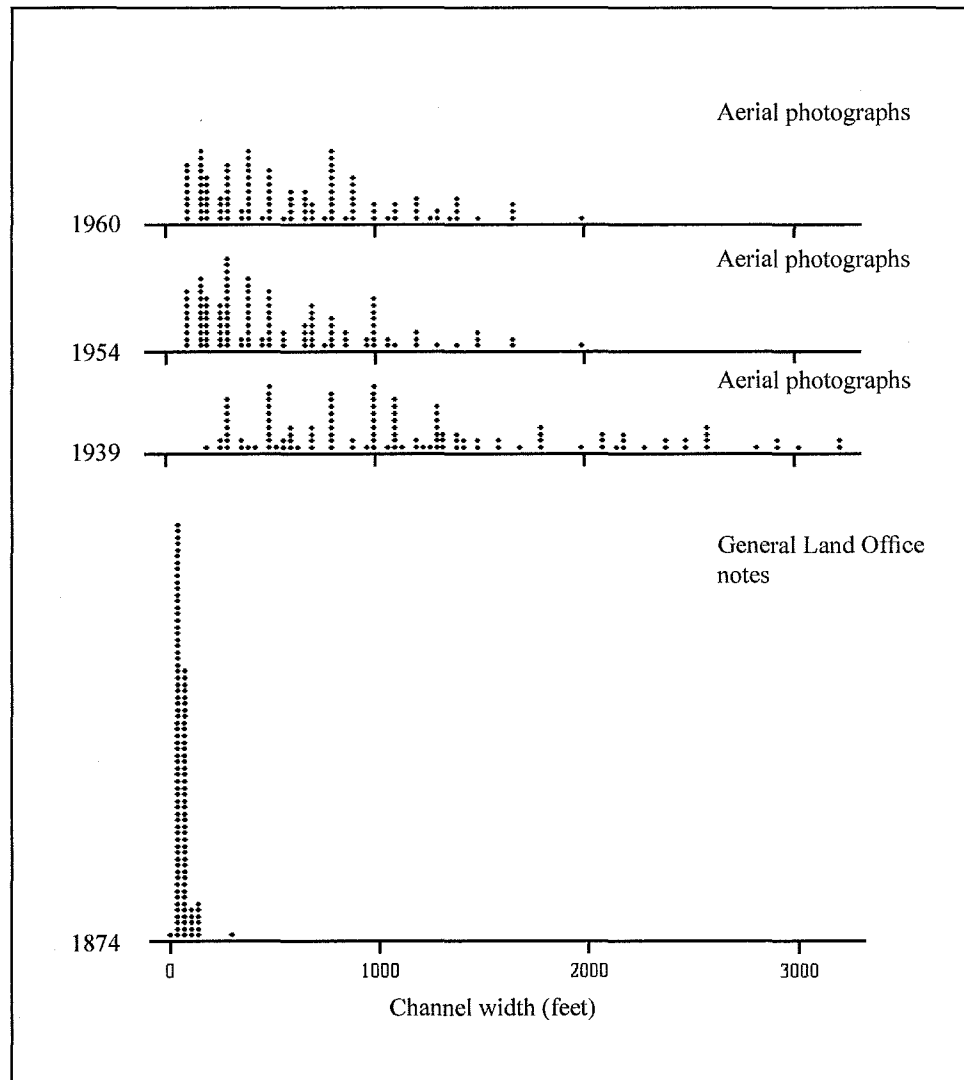 Aerial photographs
1960
Aerial photographs
1954
Aerial photographs
1939
General Land Office
notes
1874
0 1000 2000 3000
Channel width (feet)